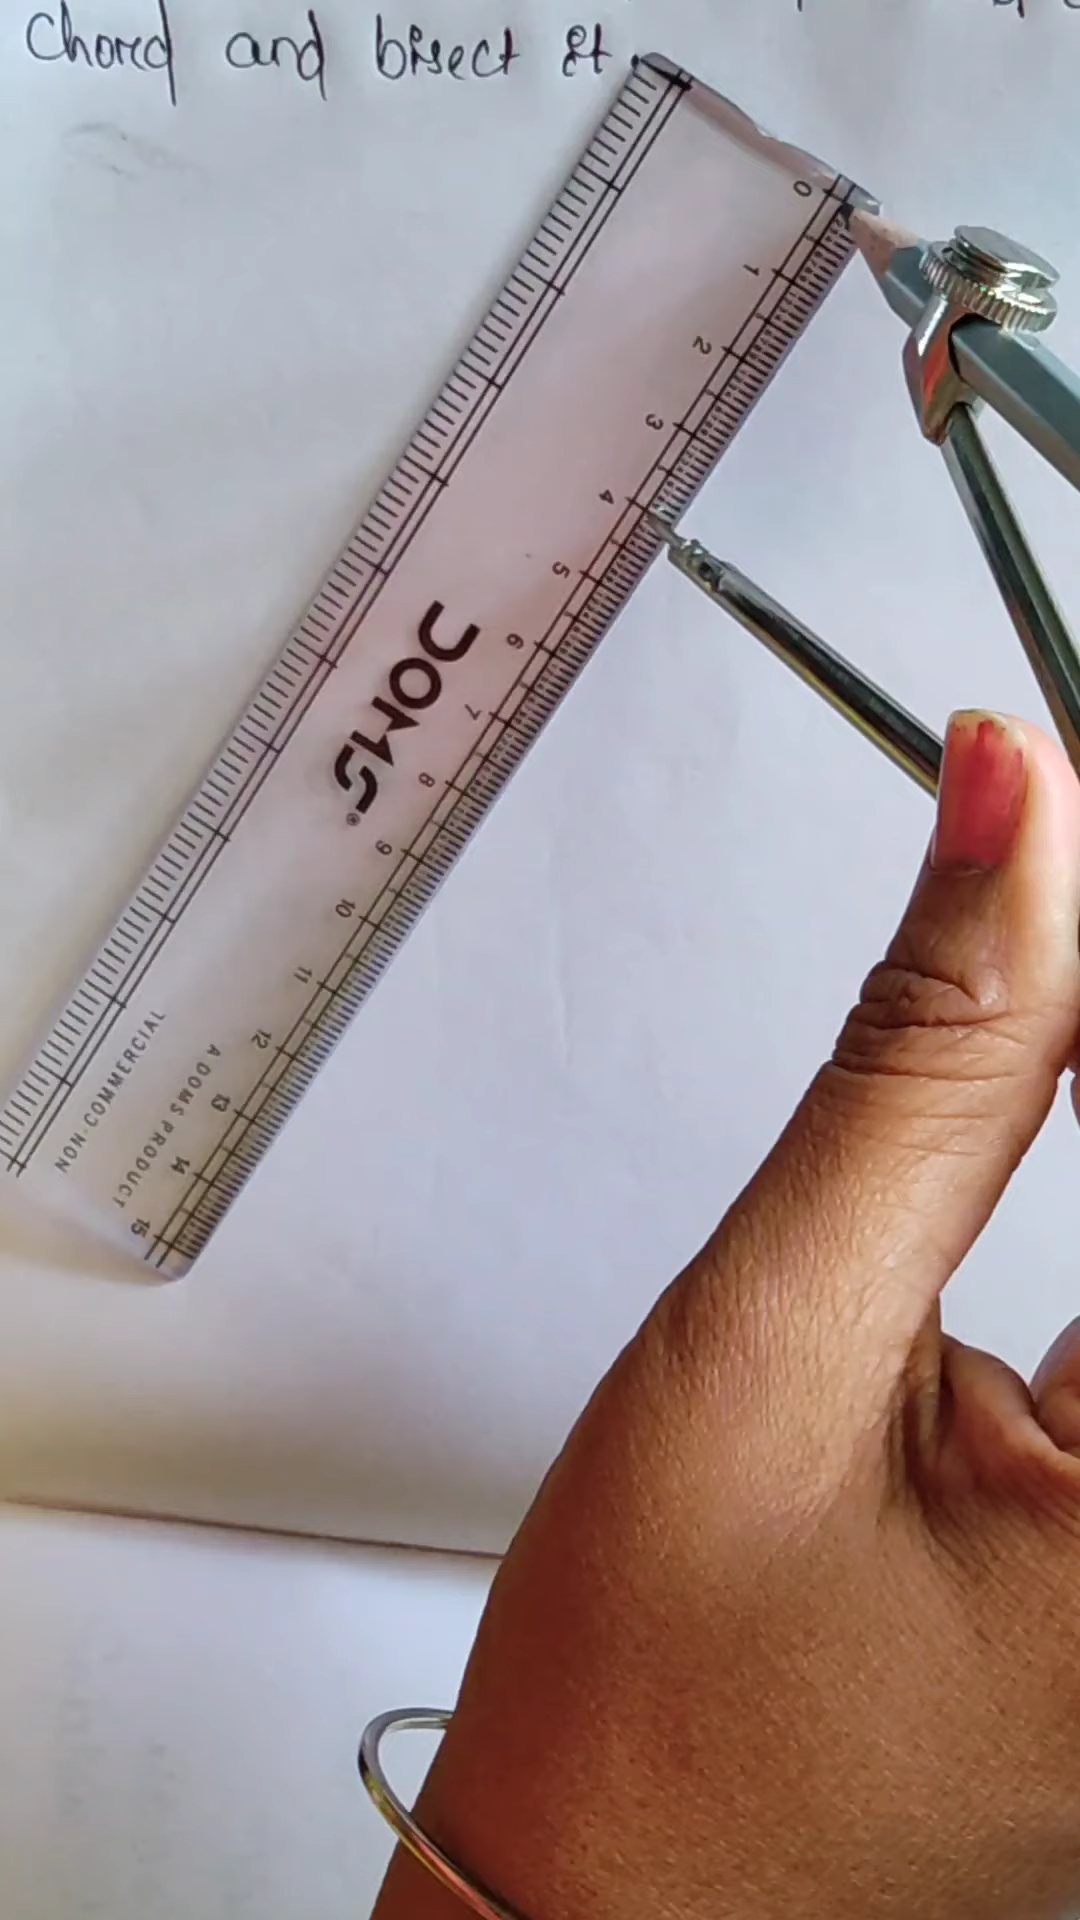 Chord and bisect it.
0 1 2 3 4 5 6 7 8 9 10 11 12 13 14 15
DOMS®
NON-COMMERCIAL
A DOMS PRODUCT